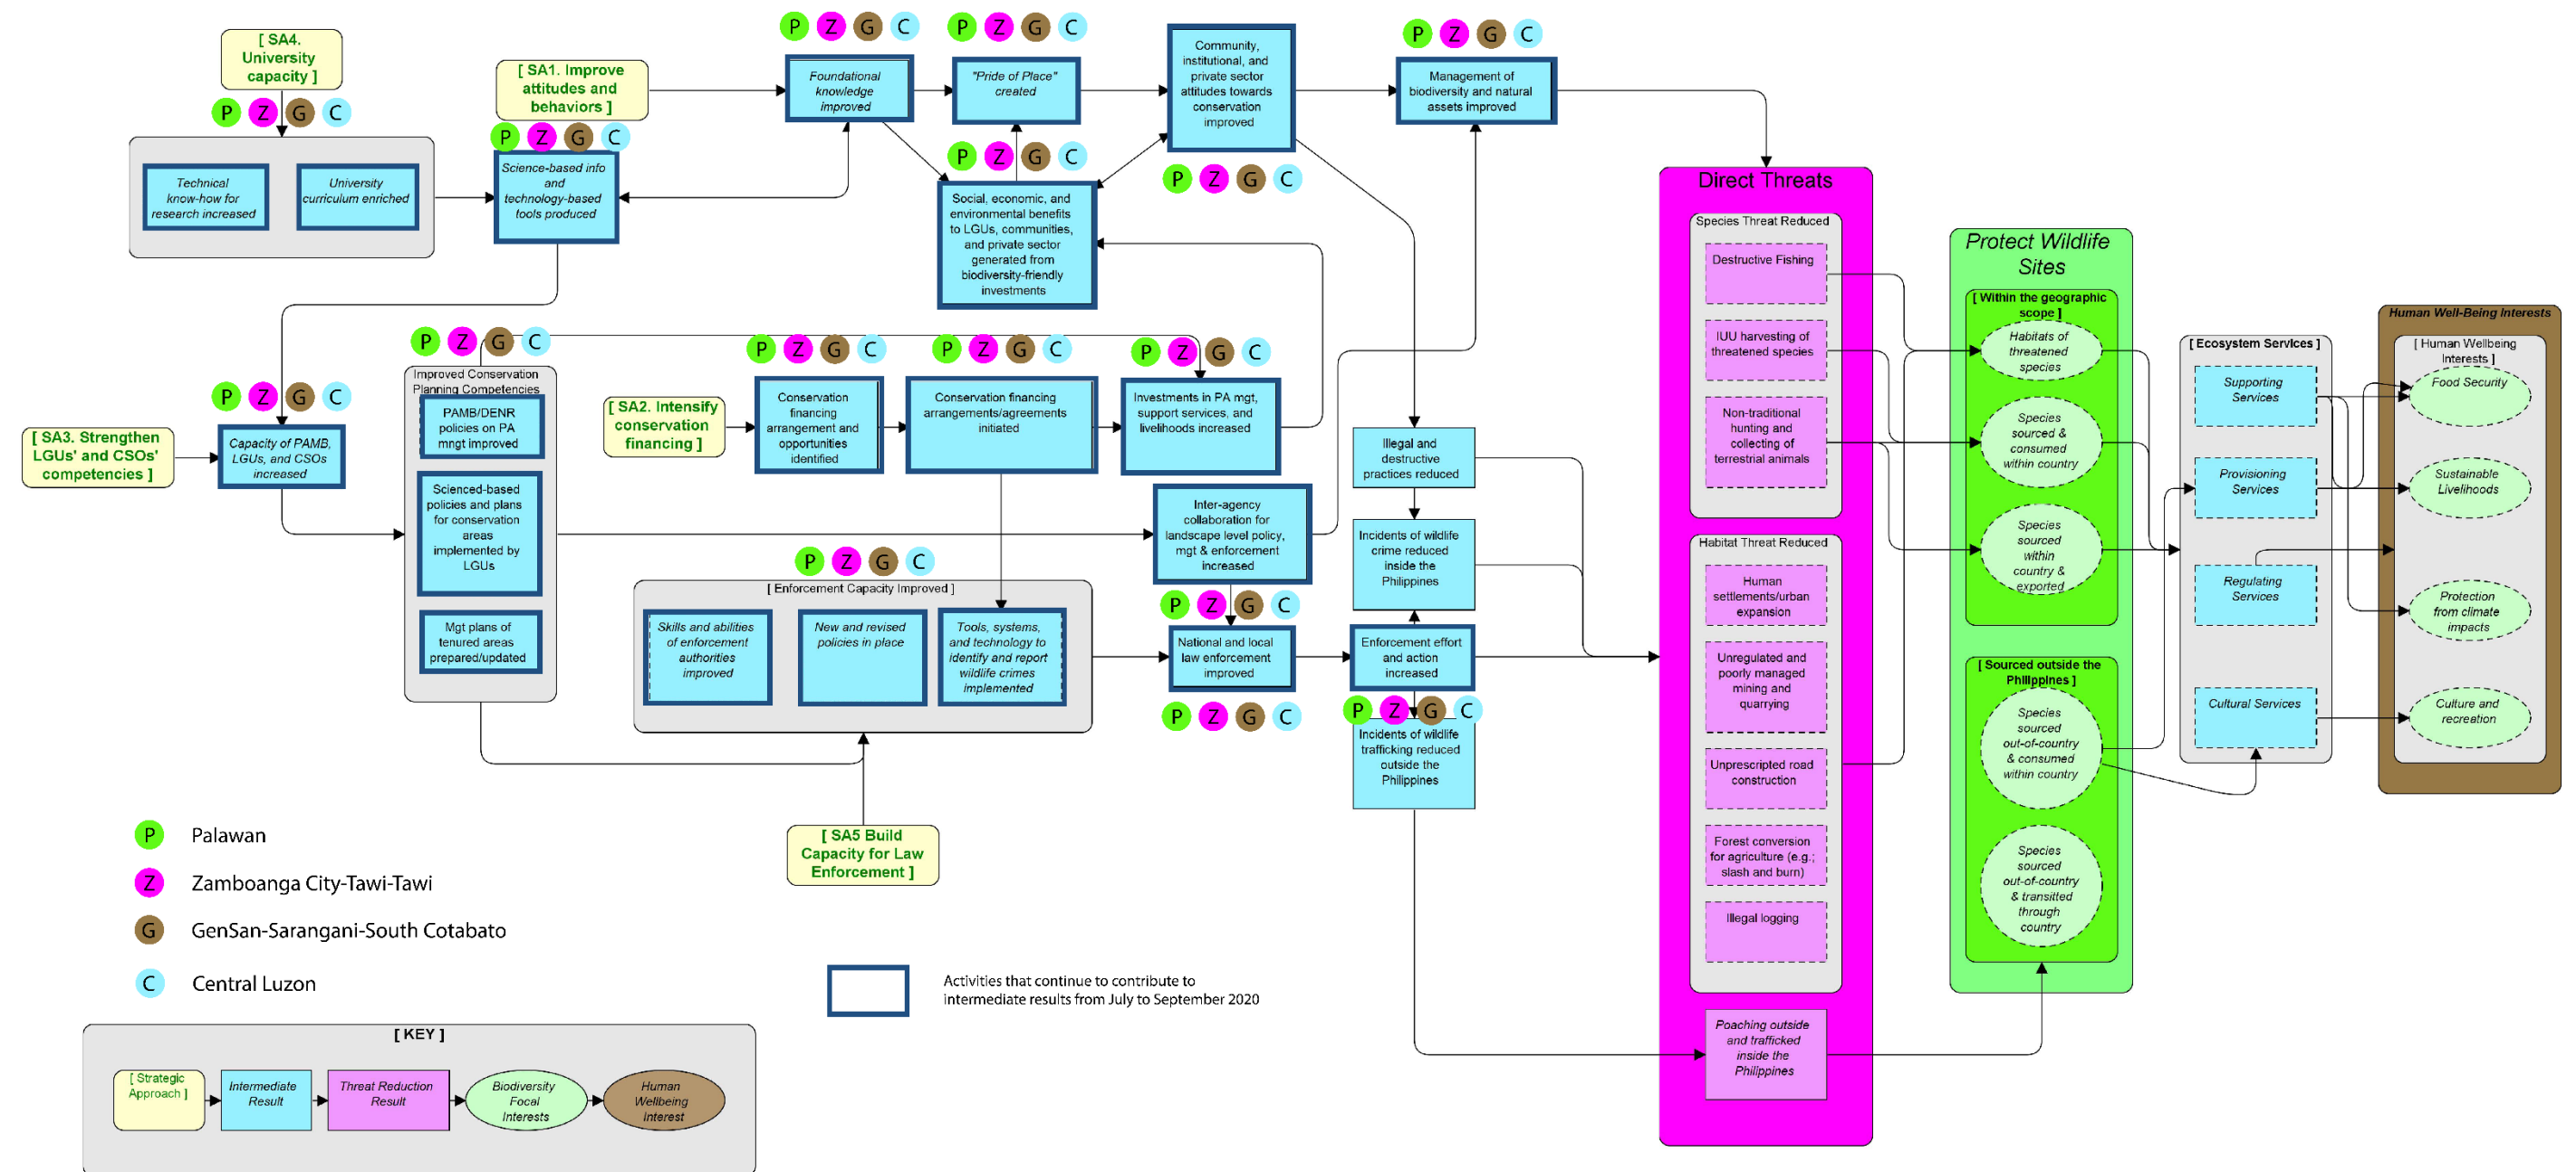 [ SA4.
University
capacity ]
P Z G C
Technical
know-how for
research increased
University
curriculum enriched
[ SA1. Improve
attitudes and
behaviors ]
P Z G C
Science-based info
and
technology-based
tools produced
P Z G C
Foundational
knowledge
improved
P Z G C
"Pride of Place"
created
P Z G C
Social, economic, and
environmental benefits
to LGUs, communities,
and private sector
generated from
biodiversity-friendly
investments
Community,
institutional, and
private sector
attitudes towards
conservation
improved
P Z G C
P Z G C
Management of
biodiversity and natural
assets improved
[ SA3. Strengthen
LGUs' and CSOs'
competencies ]
P Z G C
Capacity of PAMB,
LGUs, and CSOs
increased
P Z G C
Improved Conservation
Planning Competencies
PAMB/DENR
policies on PA
mngt improved
Scienced-based
policies and plans
for conservation
areas
implemented by
LGUs
Mgt plans of
tenured areas
prepared/updated
[ SA2. Intensify
conservation
financing ]
P Z G C
Conservation
financing
arrangement and
opportunities
identified
P Z G C
Conservation financing
arrangements/agreements
initiated
P Z G C
Investments in PA mgt,
support services, and
livelihoods increased
Inter-agency
collaboration for
landscape level policy,
mgt & enforcement
increased
P Z G C
P Z G C
[ Enforcement Capacity Improved ]
Skills and abilities
of enforcement
authorities
improved
New and revised
policies in place
Tools, systems,
and technology to
identify and report
wildlife crimes
implemented
National and local
law enforcement
improved
P Z G C
Illegal and
destructive
practices reduced
Incidents of wildlife
crime reduced
inside the
Philippines
Enforcement effort
and action
increased
P Z G C
Incidents of wildlife
trafficking reduced
outside the
Philippines
[ SA5 Build
Capacity for Law
Enforcement ]
Direct Threats
Species Threat Reduced
Destructive Fishing
IUU harvesting of
threatened species
Non-traditional
hunting and
collecting of
terrestrial animals
Habitat Threat Reduced
Human
settlements/urban
expansion
Unregulated and
poorly managed
mining and
quarrying
Unprescripted road
construction
Forest conversion
for agriculture (e.g.;
slash and burn)
Illegal logging
Poaching outside
and trafficked
inside the
Philippines
Protect Wildlife
Sites
[ Within the geographic
scope ]
Habitats of
threatened
species
Species
sourced &
consumed
within country
Species
sourced
within
country &
exported
[ Sourced outside the
Philippines ]
Species
sourced
out-of-country
& consumed
within country
Species
sourced
out-of-country
& transitted
through
country
[ Ecosystem Services ]
Supporting
Services
Provisioning
Services
Regulating
Services
Cultural Services
Human Well-Being Interests
[ Human Wellbeing
Interests ]
Food Security
Sustainable
Livelihoods
Protection
from climate
impacts
Culture and
recreation
P Palawan
Z Zamboanga City-Tawi-Tawi
G GenSan-Sarangani-South Cotabato
C Central Luzon
Activities that continue to contribute to
intermediate results from July to September 2020
[ KEY ]
[ Strategic
Approach ]
Intermediate
Result
Threat Reduction
Result
Biodiversity
Focal
Interests
Human
Wellbeing
Interest